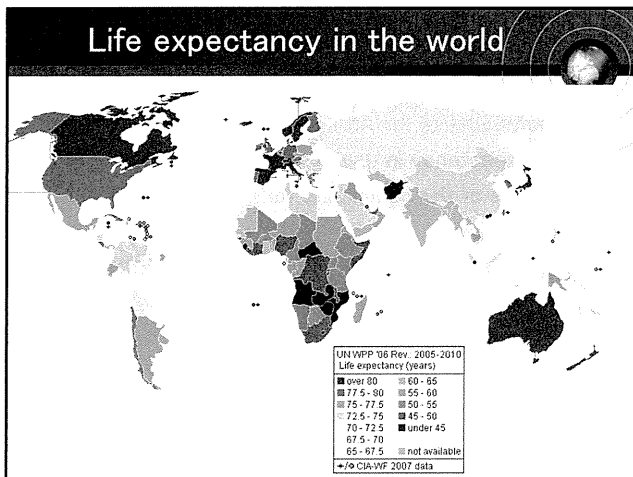 Life expectancy in the world
UN WPP '06 Rev. 2005-2010
Life expectancy (years)
over 80
77.5 - 80
75 - 77.5
72.5 - 75
70 - 72.5
67.5 - 70
65 - 67.5
60 - 65
55 - 60
50 - 55
45 - 50
under 45
not available
+/o CIA-WF 2007 data